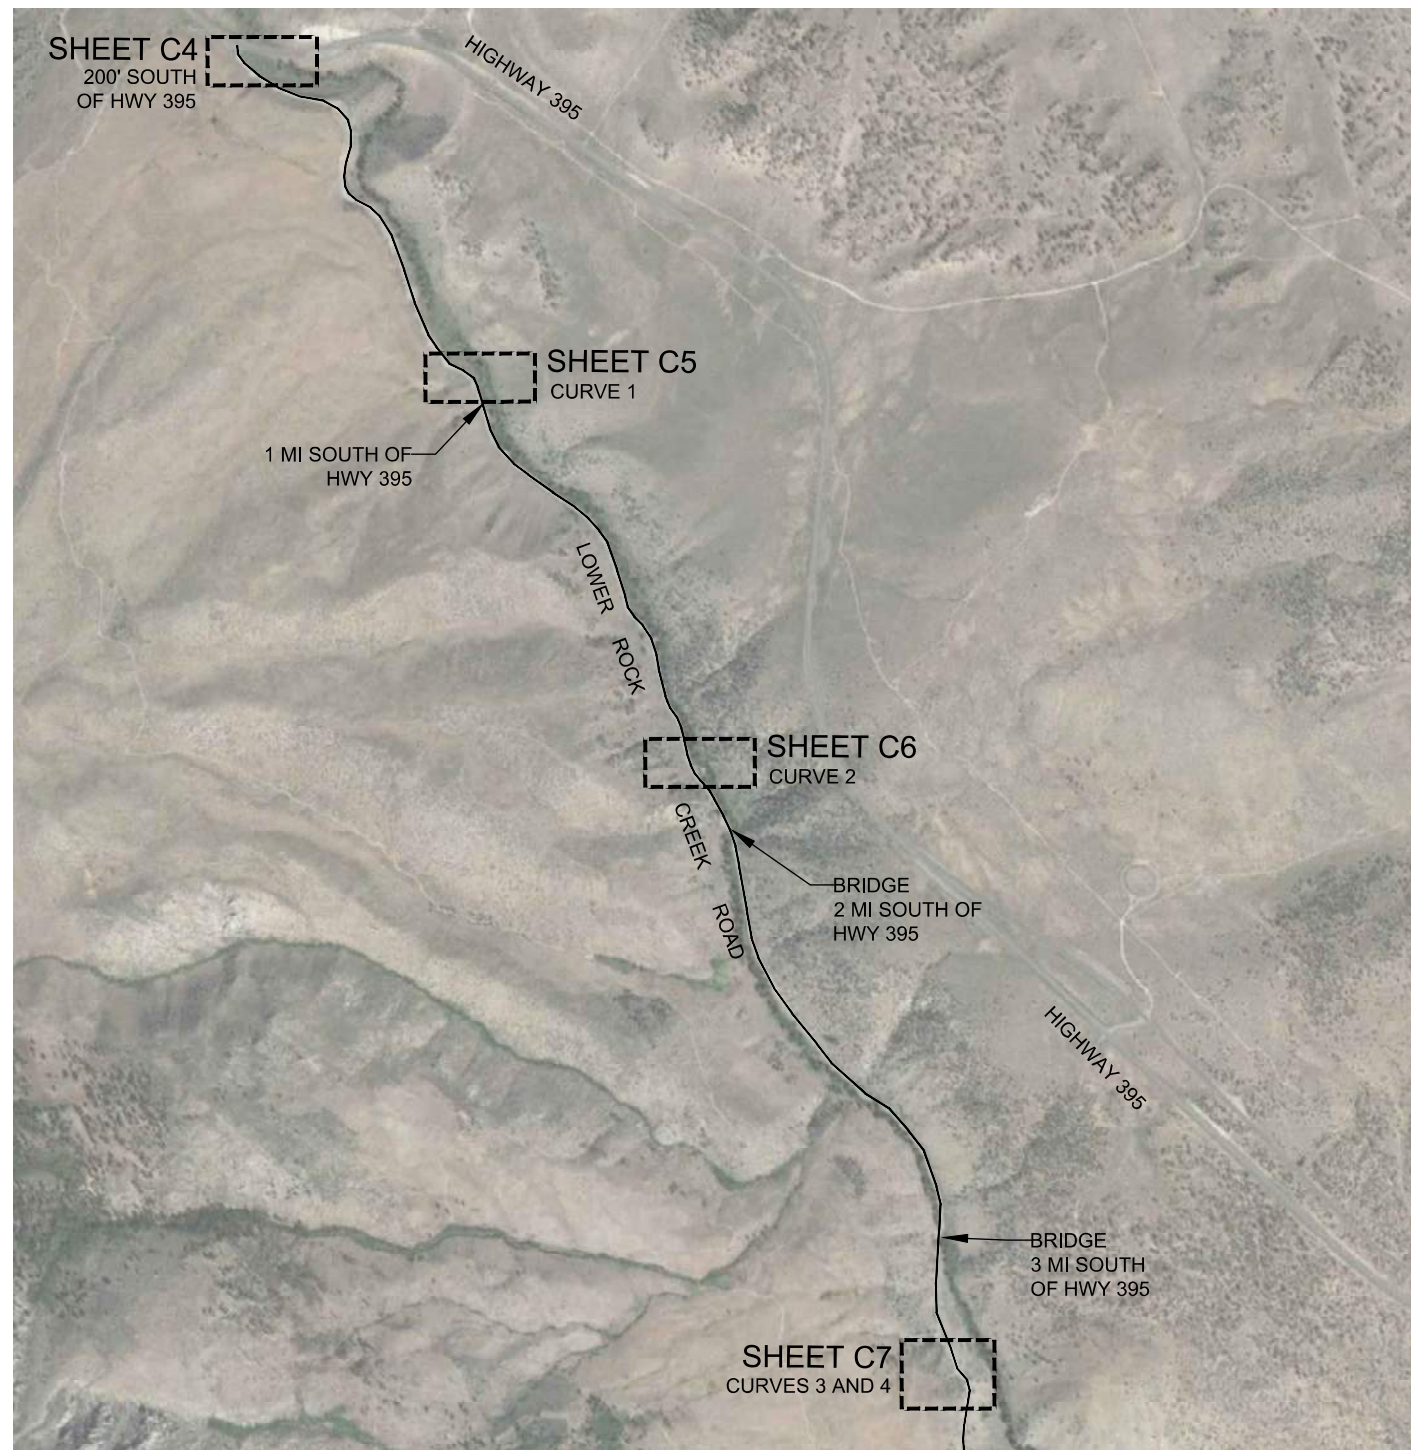 SHEET C4
200' SOUTH
OF HWY 395
HIGHWAY 395
SHEET C5
CURVE 1
1 MI SOUTH OF
HWY 395
LOWER ROCK CREEK ROAD
SHEET C6
CURVE 2
BRIDGE
2 MI SOUTH OF
HWY 395
HIGHWAY 395
BRIDGE
3 MI SOUTH
OF HWY 395
SHEET C7
CURVES 3 AND 4